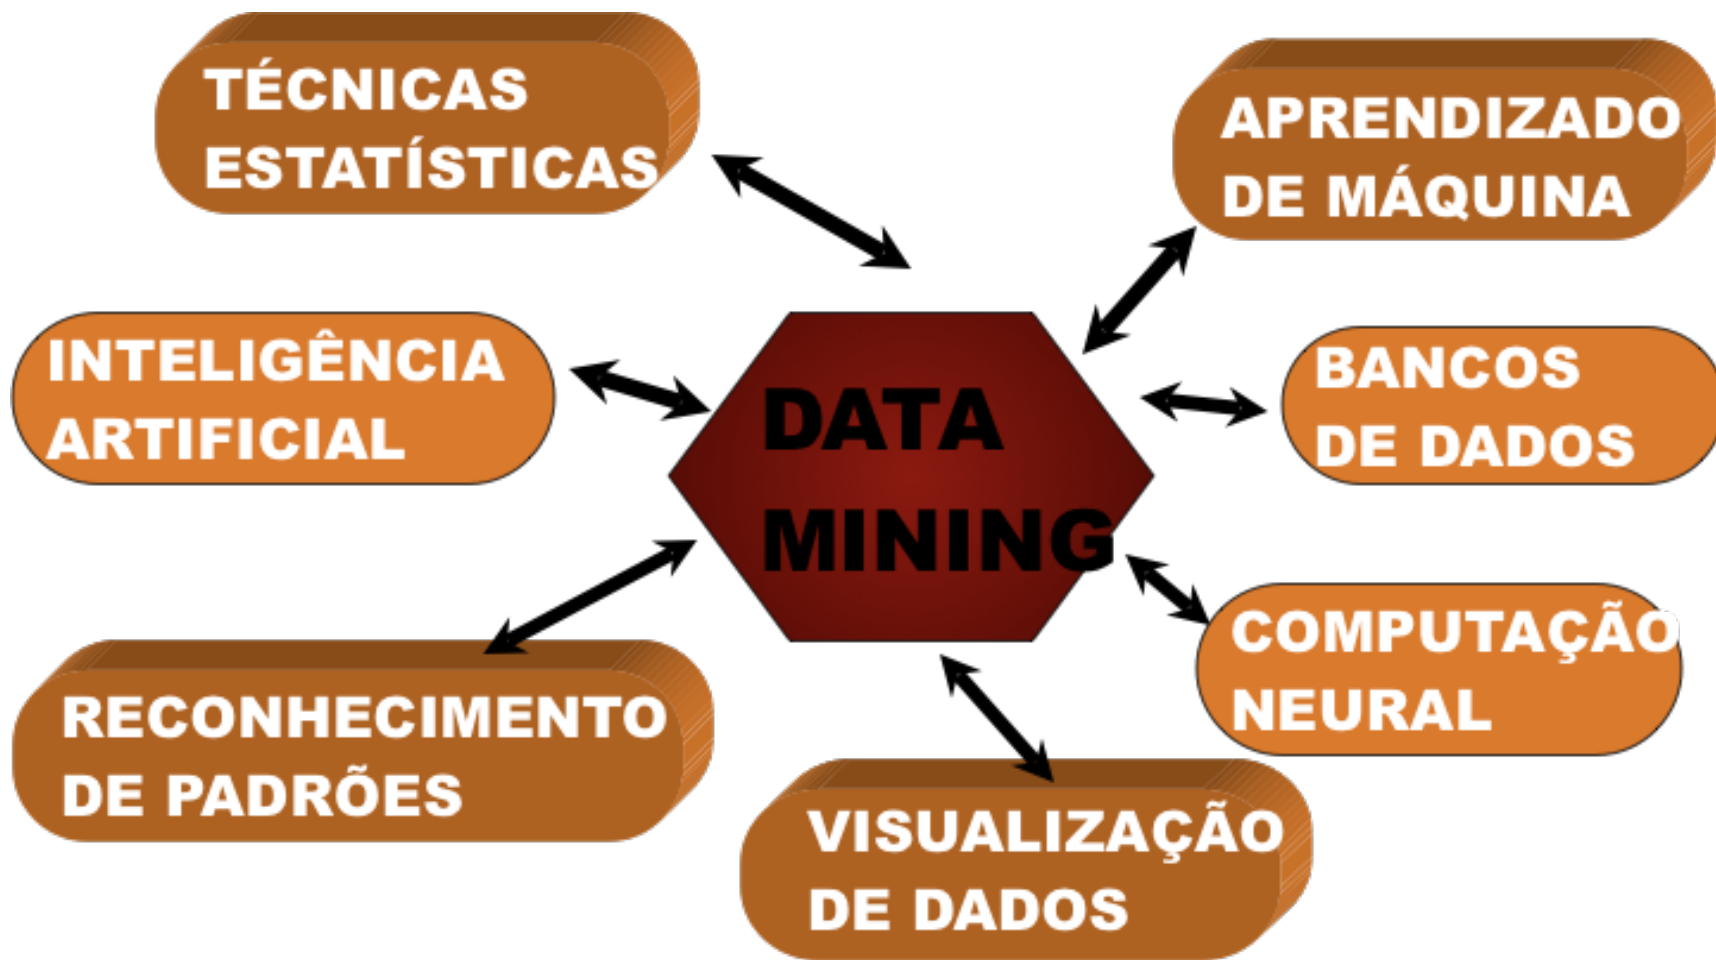 TÉCNICAS
ESTATÍSTICAS
APRENDIZADO
DE MÁQUINA
INTELIGÊNCIA
ARTIFICIAL
DATA
MINING
BANCOS
DE DADOS
COMPUTAÇÃO
NEURAL
RECONHECIMENTO
DE PADRÕES
VISUALIZAÇÃO
DE DADOS